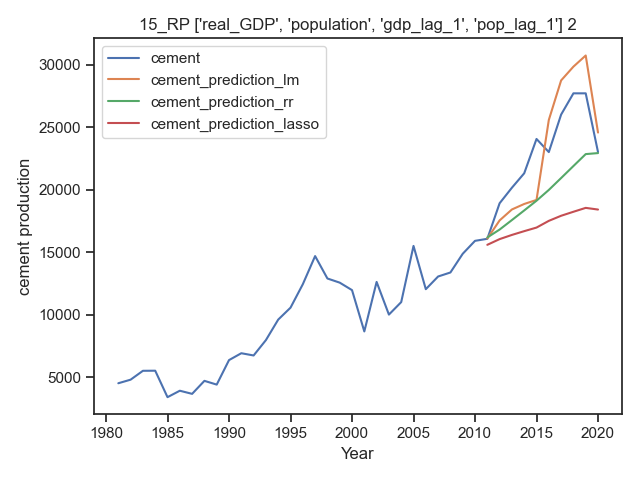 15_RP ['real_GDP', 'population', 'gdp_lag_1', 'pop_lag_1'] 2
cement
cement_prediction_lm
cement_prediction_rr
cement_prediction_lasso
cement production
30000
25000
20000
15000
10000
5000
1980 1985 1990 1995 2000 2005 2010 2015 2020
Year